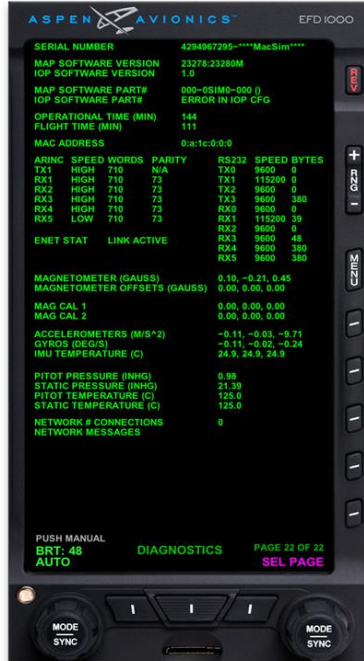 ASPEN AVIONICS™ EFD 1000
SERIAL NUMBER 4294967295-****MacSim****
MAP SOFTWARE VERSION 23278:23280M
IOP SOFTWARE VERSION 1.0
MAP SOFTWARE PART# 000-0SIM0-000 ()
IOP SOFTWARE PART# ERROR IN IOP CFG
OPERATIONAL TIME (MIN) 144
FLIGHT TIME (MIN) 111
MAC ADDRESS 0:a:1c:0:0:0
ARINC SPEED WORDS PARITY RS232 SPEED BYTES
TX1 HIGH 710 N/A TX0 9600 0
RX1 HIGH 710 73 TX1 115200 0
RX2 HIGH 710 73 TX2 9600 0
RX3 HIGH 710 73 TX3 9600 380
RX4 HIGH 710 73 RX0 9600 0
RX5 LOW 710 73 RX1 115200 39
RX2 9600 0
ENET STAT LINK ACTIVE RX3 9600 48
RX4 9600 380
RX5 9600 380
MAGNETOMETER (GAUSS) 0.10, -0.21, 0.45
MAGNETOMETER OFFSETS (GAUSS) 0.00, 0.00, 0.00
MAG CAL 1 0.00, 0.00, 0.00
MAG CAL 2 0.00, 0.00, 0.00
ACCELEROMETERS (M/S^2) -0.11, -0.03, -9.71
GYROS (DEG/S) -0.11, -0.02, -0.24
IMU TEMPERATURE (C) 24.9, 24.9, 24.9
PITOT PRESSURE (INHG) 0.98
STATIC PRESSURE (INHG) 21.39
PITOT TEMPERATURE (C) 125.0
STATIC TEMPERATURE (C) 125.0
NETWORK # CONNECTIONS 0
NETWORK MESSAGES
PUSH MANUAL
BRT: 48 DIAGNOSTICS PAGE 22 OF 22
AUTO SEL PAGE
REV
+
RNG
-
MENU
MODE
SYNC
MODE
SYNC